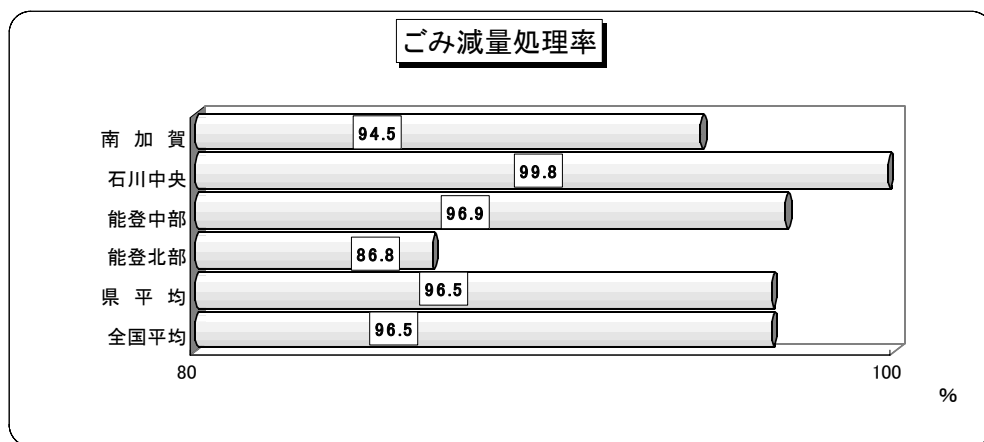 ごみ減量処理率
南加賀 94.5
石川中央 99.8
能登中部 96.9
能登北部 86.8
県平均 96.5
全国平均 96.5
80 100
%